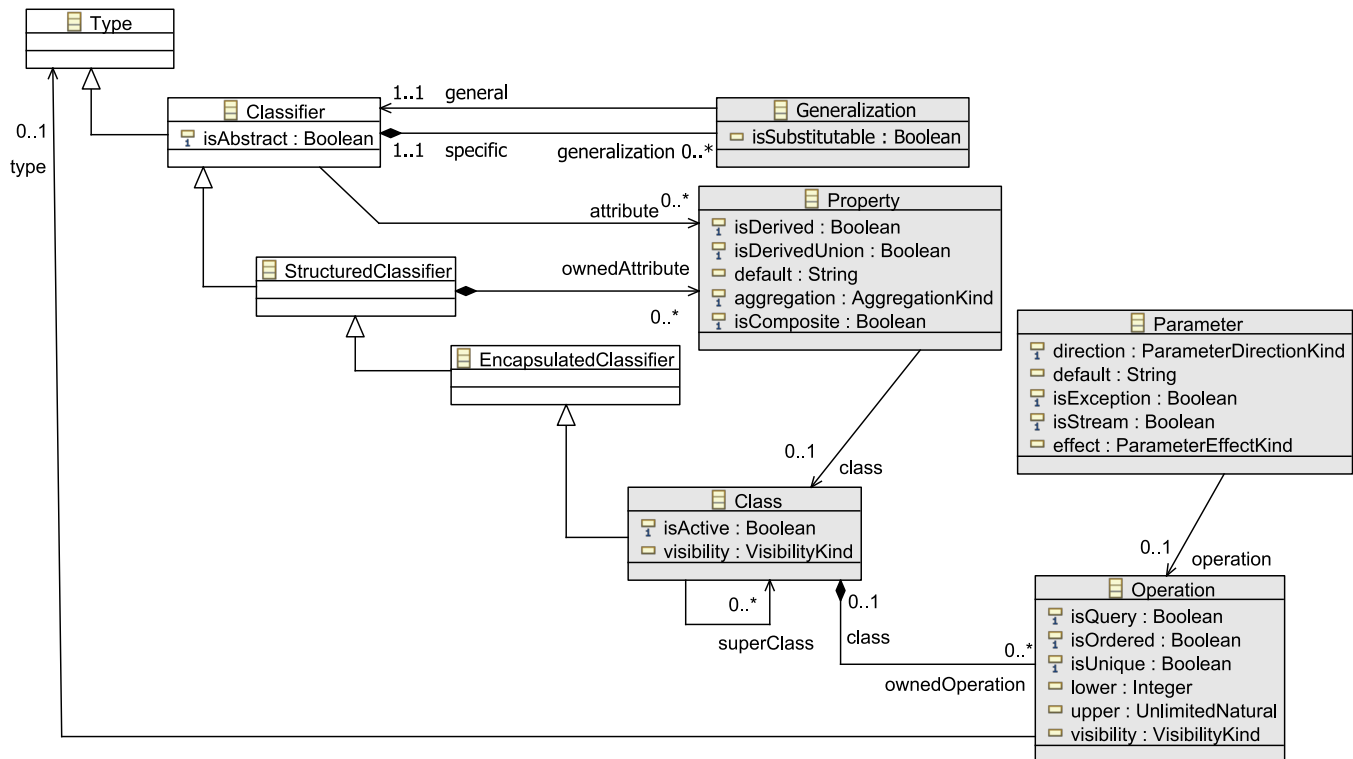 Type
Classifier
isAbstract : Boolean
1..1 general
1..1 specific
generalization 0..*
Generalization
isSubstitutable : Boolean
0..1
type
attribute
0..*
Property
isDerived : Boolean
isDerivedUnion : Boolean
default : String
aggregation : AggregationKind
isComposite : Boolean
StructuredClassifier
ownedAttribute
0..*
EncapsulatedClassifier
Parameter
direction : ParameterDirectionKind
default : String
isException : Boolean
isStream : Boolean
effect : ParameterEffectKind
0..1
class
Class
isActive : Boolean
visibility : VisibilityKind
0..*
superClass
0..1
class
0..1
operation
0..*
ownedOperation
Operation
isQuery : Boolean
isOrdered : Boolean
isUnique : Boolean
lower : Integer
upper : UnlimitedNatural
visibility : VisibilityKind